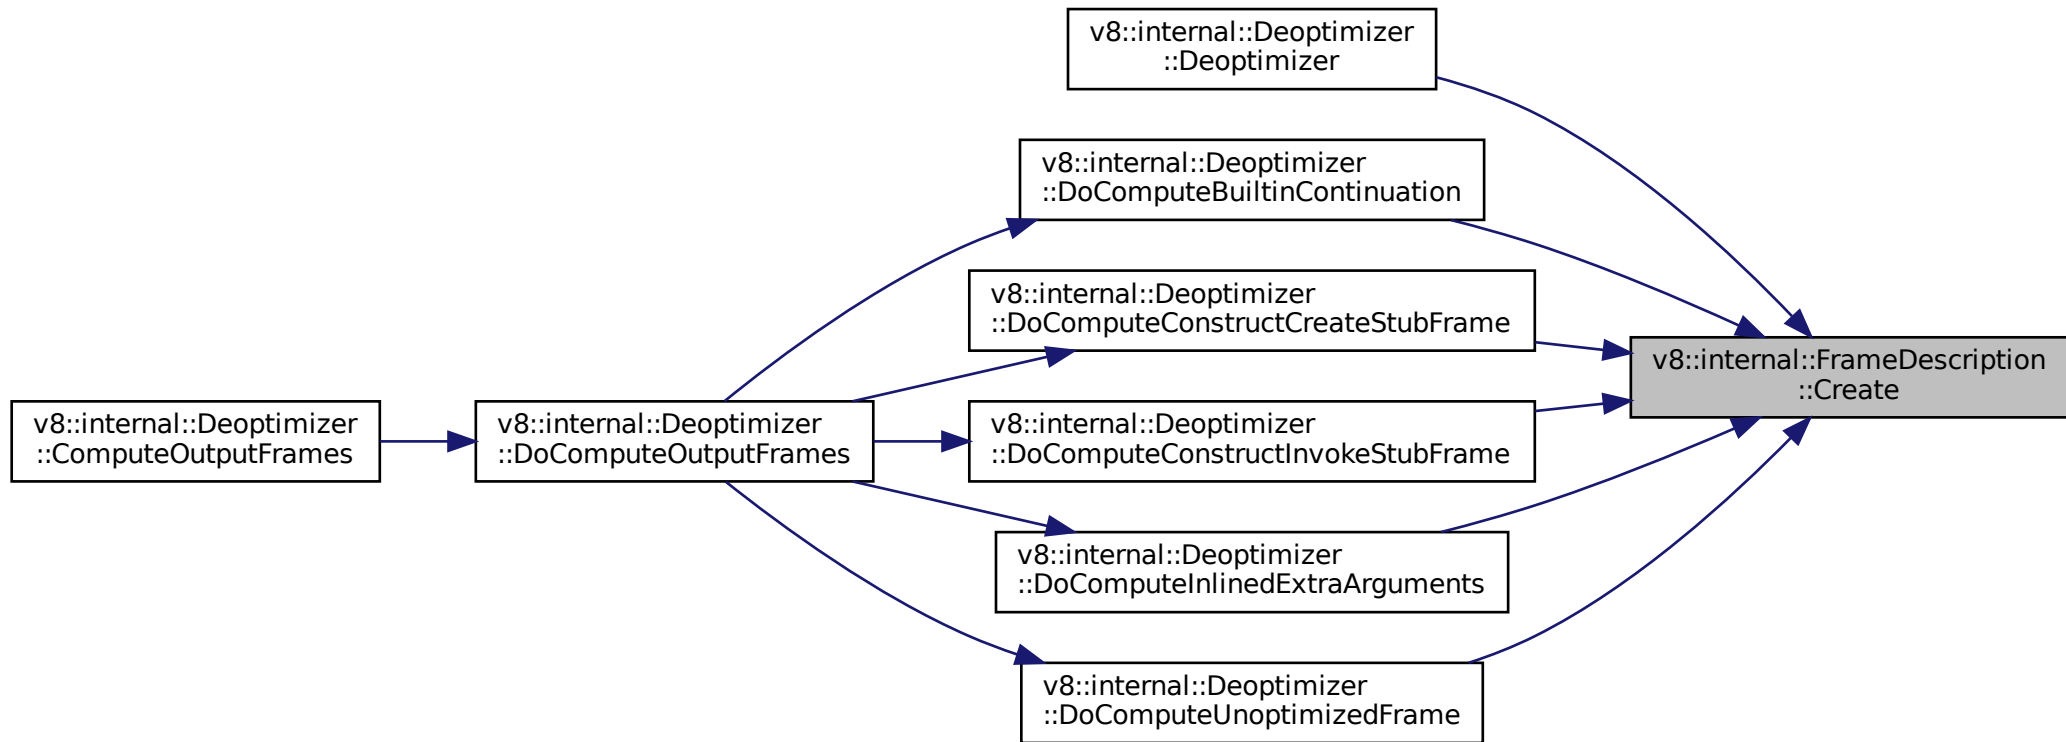 v8::internal::Deoptimizer
::Deoptimizer
v8::internal::Deoptimizer
::DoComputeBuiltinContinuation
v8::internal::Deoptimizer
::DoComputeConstructCreateStubFrame
v8::internal::FrameDescription
::Create
v8::internal::Deoptimizer
::ComputeOutputFrames
v8::internal::Deoptimizer
::DoComputeOutputFrames
v8::internal::Deoptimizer
::DoComputeConstructInvokeStubFrame
v8::internal::Deoptimizer
::DoComputeInlinedExtraArguments
v8::internal::Deoptimizer
::DoComputeUnoptimizedFrame